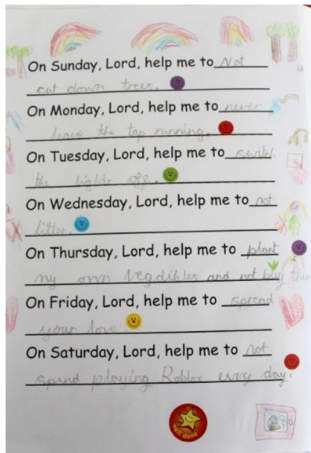 On Sunday, Lord, help me to Not
cut down trees.
On Monday, Lord, help me to never
leave the tap running.
On Tuesday, Lord, help me to switch
the lights off.
On Wednesday, Lord, help me to not
litter.
On Thursday, Lord, help me to plant
my own vegdibles and not buy
On Friday, Lord, help me to spread
your love
On Saturday, Lord, help me to not
spend playing Roblox every day.